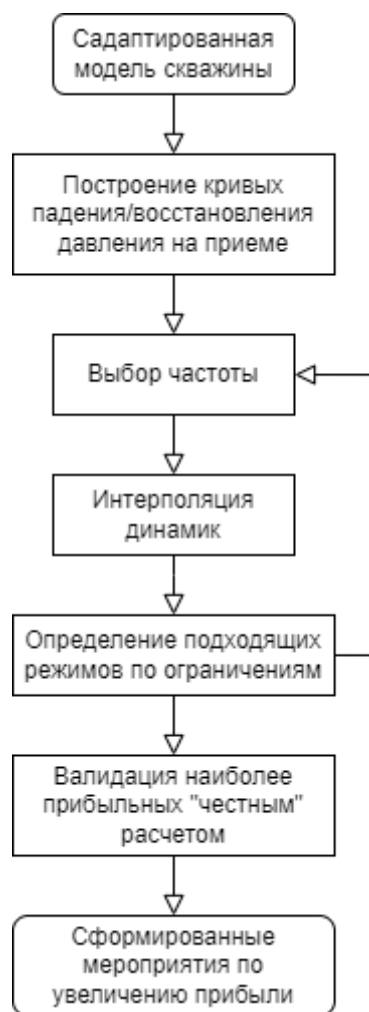 Садаптированная
модель скважины
Построение кривых
падения/восстановления
давления на приеме
Выбор частоты
Интерполяция
динамик
Определение подходящих
режимов по ограничениям
Валидация наиболее
прибыльных "честным"
расчетом
Сформированные
мероприятия по
увеличению прибыли